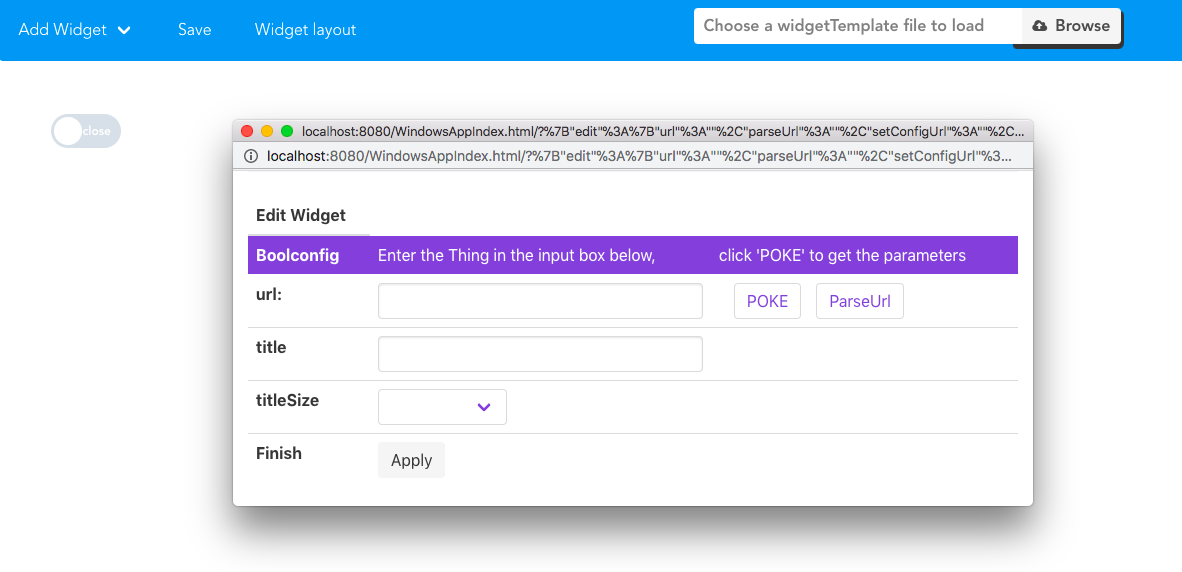 Add Widget Save Widget layout Choose a widgetTemplate file to load Browse
close
localhost:8080/WindowsAppIndex.html/?%7B"edit"%3A%7B"url"%3A""%2C"parseUrl"%3A""%2C"setConfigUrl"%3A""%2C...
localhost:8080/WindowsAppIndex.html/?%7B"edit"%3A%7B"url"%3A""%2C"parseUrl"%3A""%2C"setConfigUrl"%3...
Edit Widget
Boolconfig Enter the Thing in the input box below, click 'POKE' to get the parameters
url: POKE ParseUrl
title
titleSize
Finish Apply